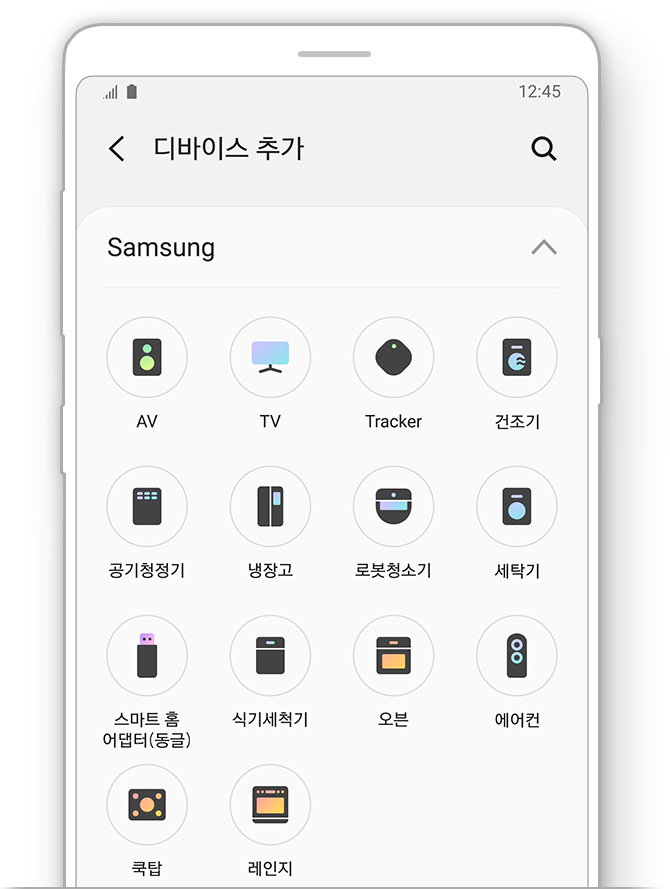 12:45
디바이스 추가
Samsung
AV
TV
Tracker
건조기
공기청정기
냉장고
로봇청소기
세탁기
스마트 홈
어댑터(동글)
식기세척기
오븐
에어컨
쿡탑
레인지